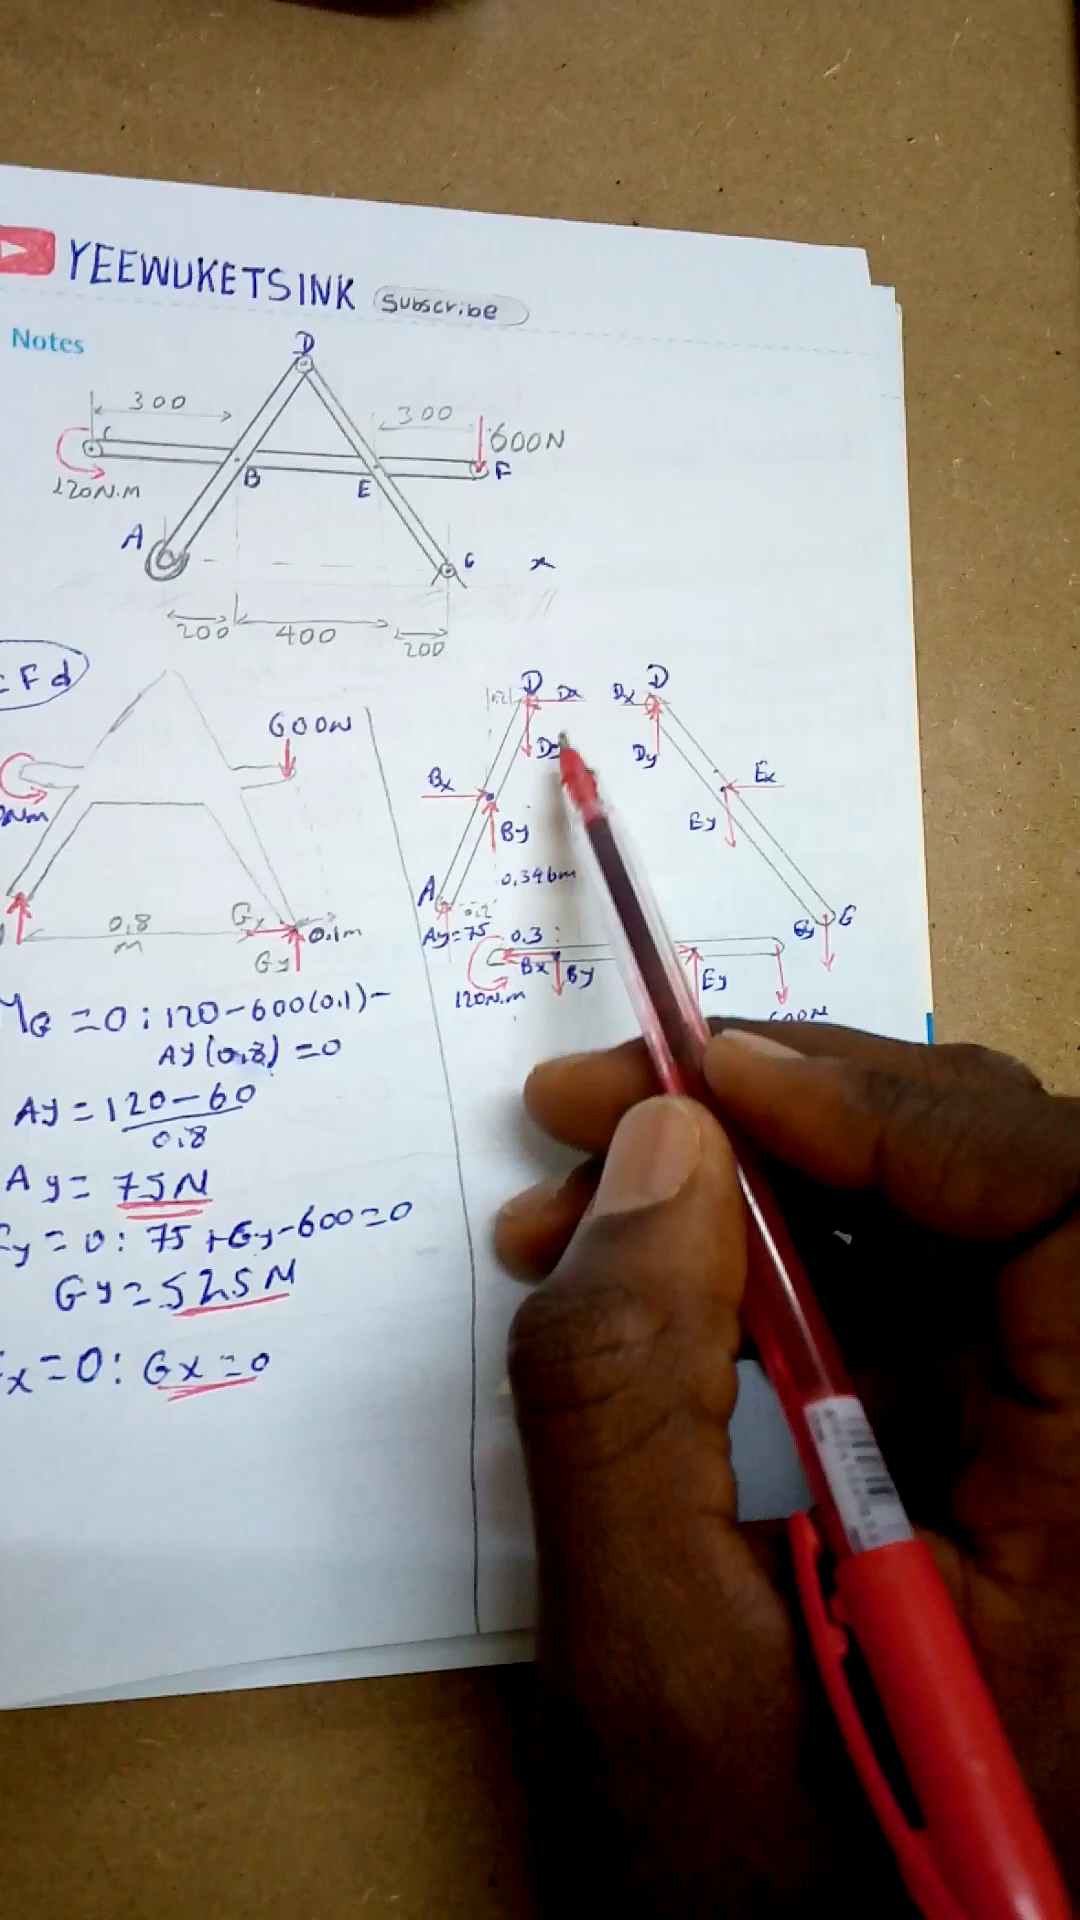 YEEWUKETSINK
Subscribe
Notes
D
300
300
600N
C
F
B
E
120N.m
A
G
x
200
400
200
= Fd
600N
0,8
m
Gx
0.1m
Gy
MG = 0 : 120 - 600(0.1) -
Ay(0.8) = 0
Ay = 120 - 60
0.8
Ay = 75N
Fy = 0 : 75 + Gy - 600 = 0
Gy = 525N
Fx = 0 : Gx = 0
D
Dx
Dy
Bx
By
A
0,346m
0.2
Ay=75
D
Dx
Dy
Ex
Ey
G
Gy
0.3
Bx
By
120N.m
Ey
600N